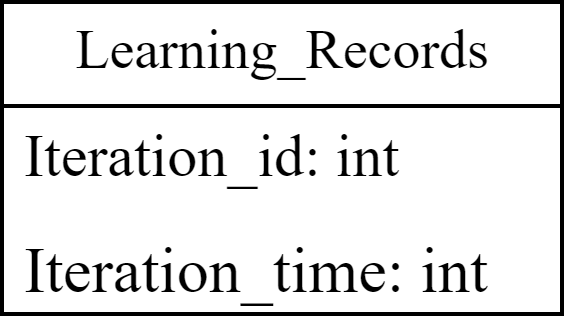 Learning_Records
Iteration_id: int
Iteration_time: int